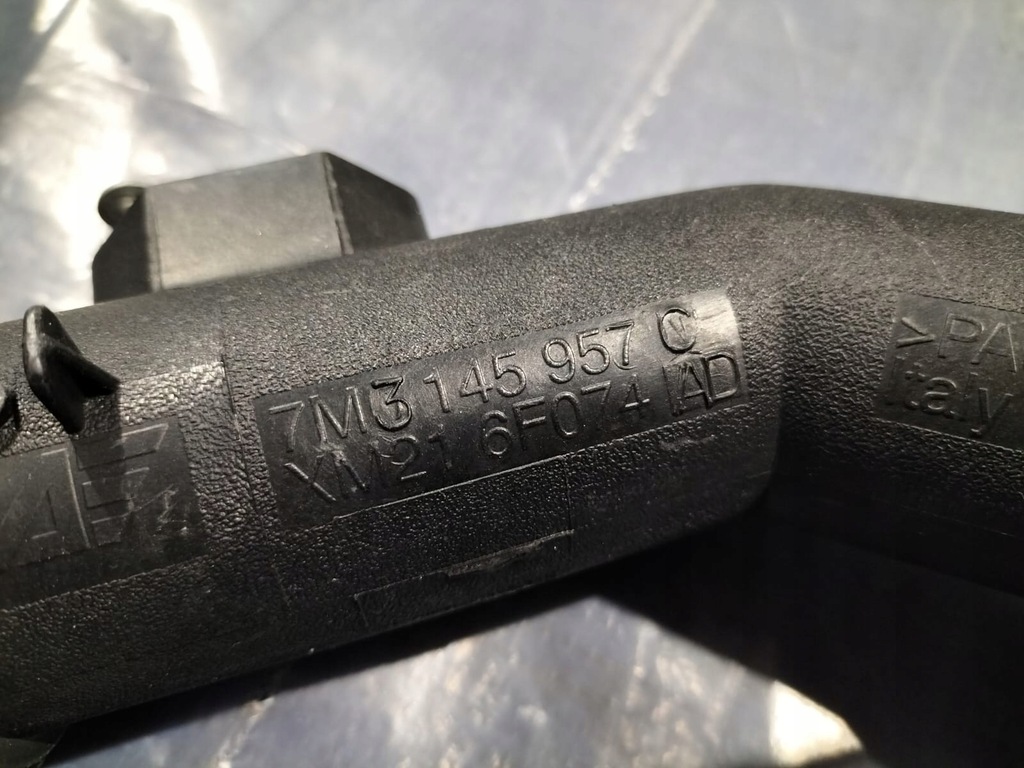 7M3 145 957 C
XM21 6F074 AD
>PA
Italy